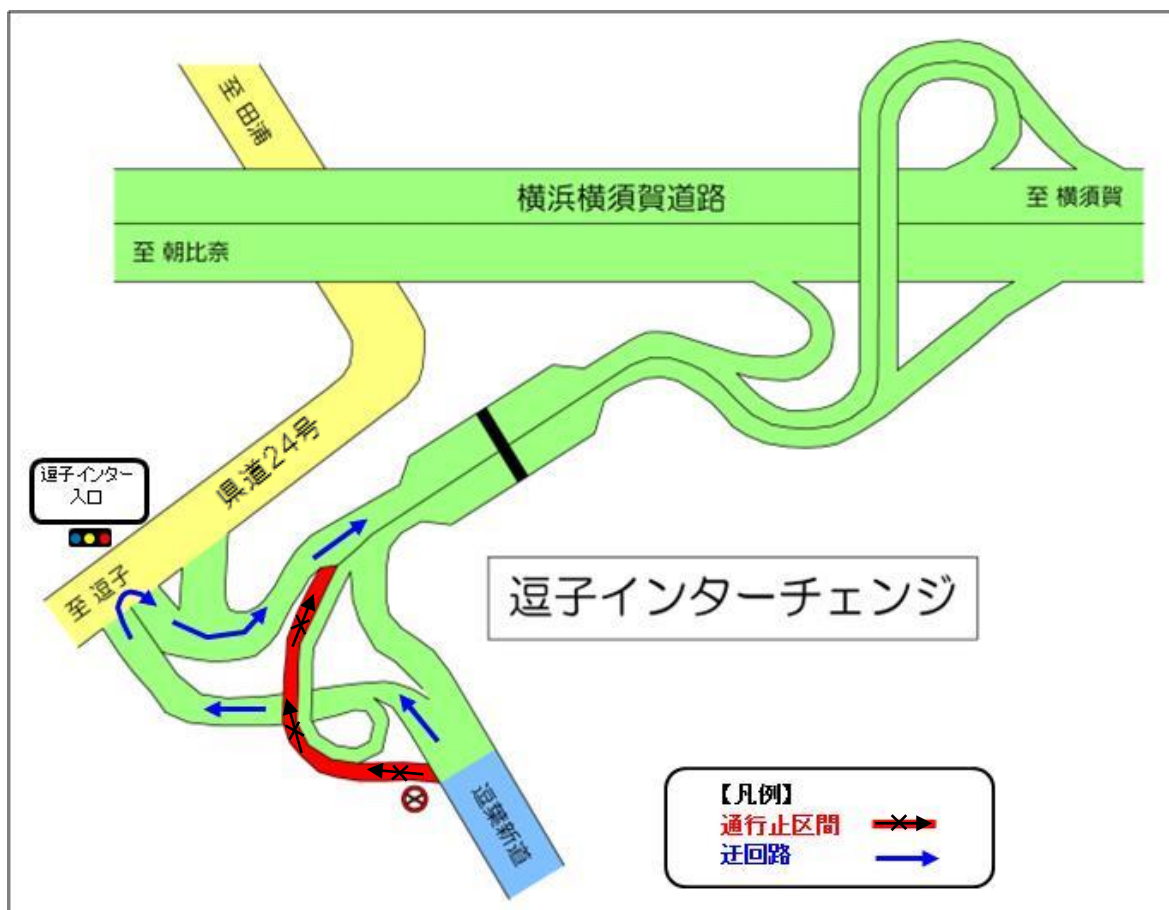 至 田浦
横浜横須賀道路
至 横須賀
至 朝比奈
県道24号
逗子インター
入口
至 逗子
逗子インターチェンジ
逗葉新道
【凡例】
通行止区間
迂回路